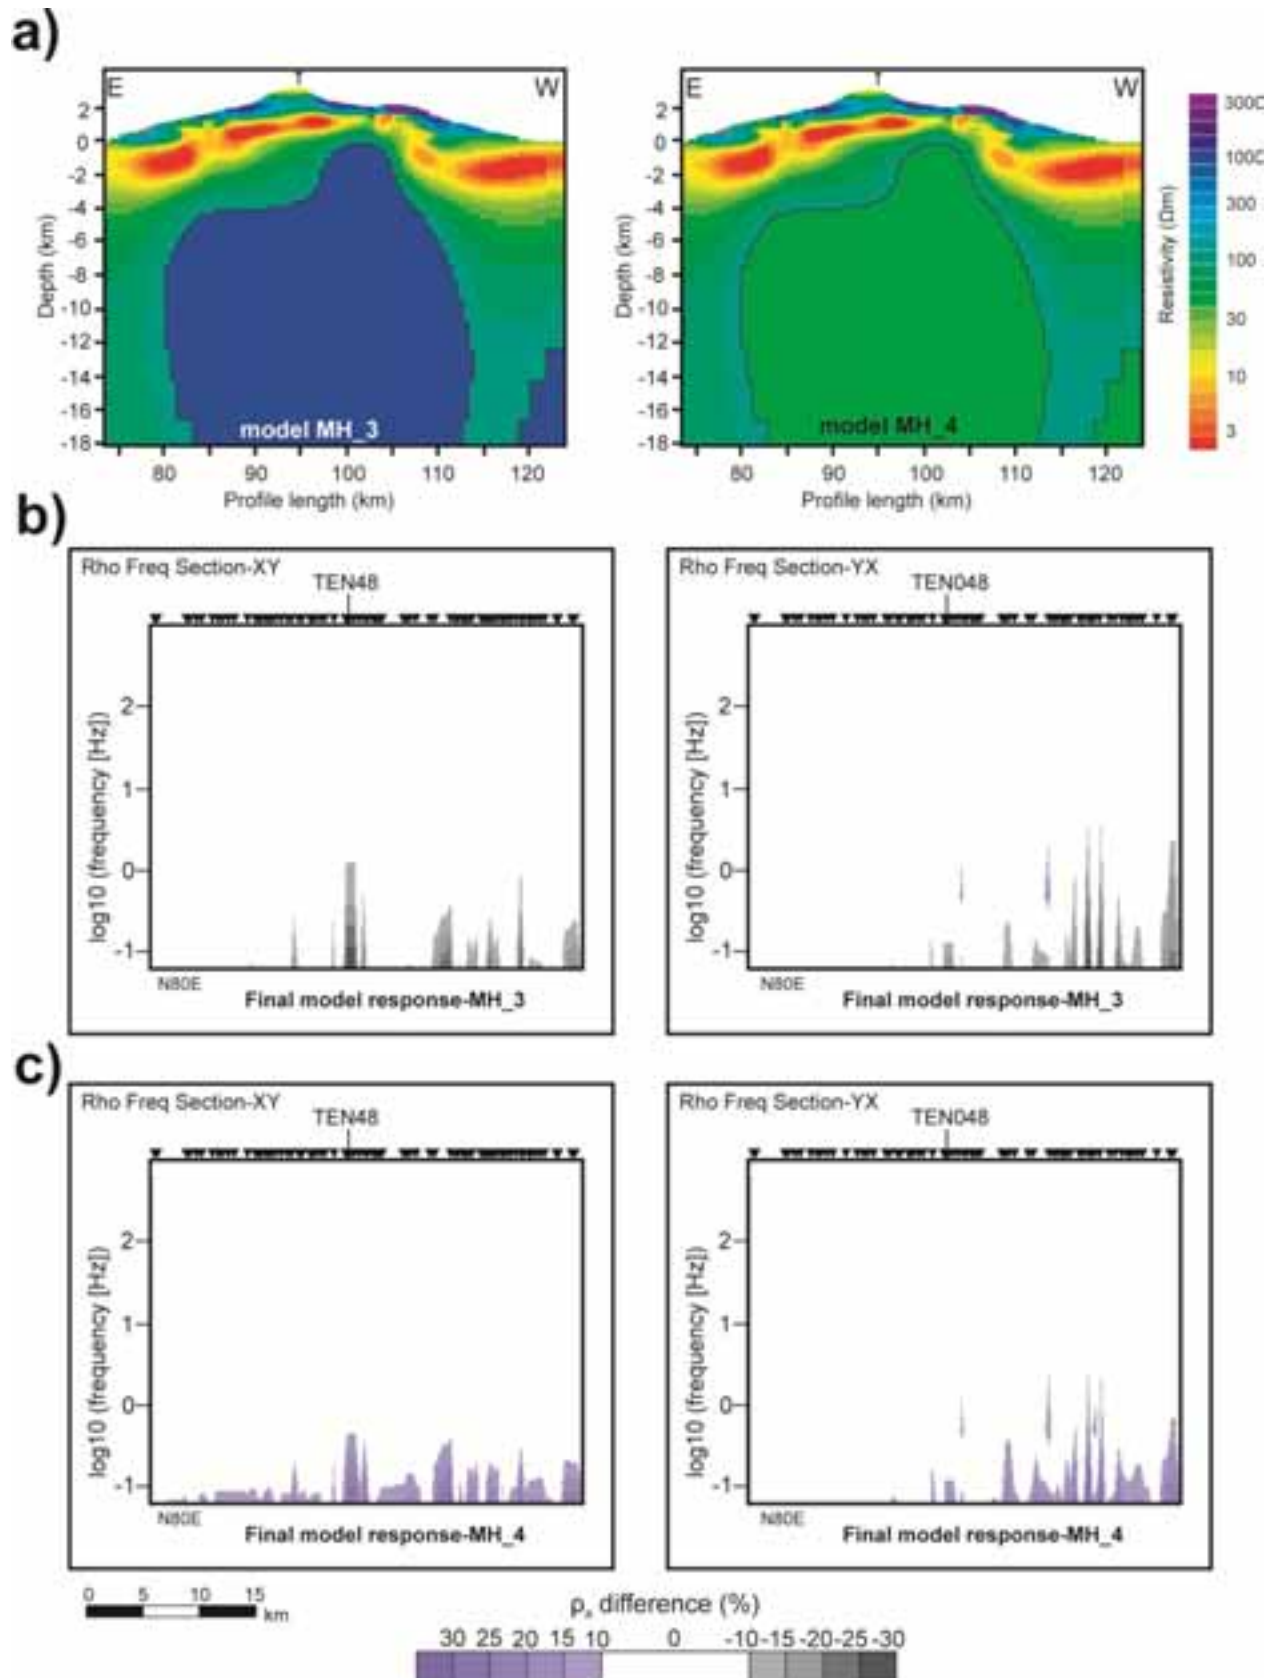 a)
E W E W
2 2 300C
0 0 100C
-2 -2 300
-4 -4 100
-6 -6 30
-8 -8 10
-10 -10 3
-12 -12
-14 -14
-16 -16
-18 -18
Depth (km) Depth (km) Resistivity (Ωm)
model MH_3 model MH_4
80 90 100 110 120 80 90 100 110 120
Profile length (km) Profile length (km)
b)
Rho Freq Section-XY Rho Freq Section-YX
TEN48 TEN048
2 2
1 1
0 0
-1 -1
log10 (frequency [Hz]) log10 (frequency [Hz])
N80E N80E
Final model response-MH_3 Final model response-MH_3
c)
Rho Freq Section-XY Rho Freq Section-YX
TEN48 TEN048
2 2
1 1
0 0
-1 -1
log10 (frequency [Hz]) log10 (frequency [Hz])
N80E N80E
Final model response-MH_4 Final model response-MH_4
0 5 10 15
km
ρₐ difference (%)
30 25 20 15 10 0 -10 -15 -20 -25 -30